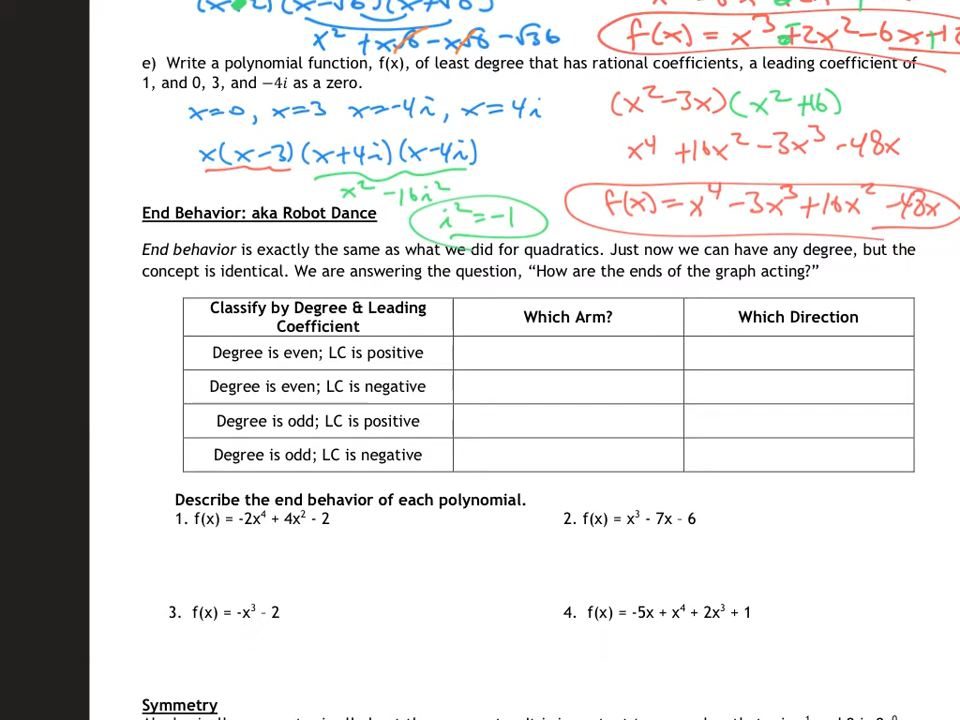 f(x) = x³ +2x² -6x +12
x² + x√6 - x√8 - √36
e) Write a polynomial function, f(x), of least degree that has rational coefficients, a leading coefficient of
1, and 0, 3, and −4i as a zero.
x=0, x=3 x=-4i, x=4i
(x²-3x)(x²+16)
x(x-3)(x+4i)(x-4i)
x⁴ +16x² -3x³ -48x
x² -16i²
i² = -1
f(x) = x⁴ -3x³ +16x² -48x
End Behavior: aka Robot Dance
End behavior is exactly the same as what we did for quadratics. Just now we can have any degree, but the
concept is identical. We are answering the question, “How are the ends of the graph acting?”
Classify by Degree & Leading Coefficient
Which Arm?
Which Direction
Degree is even; LC is positive
Degree is even; LC is negative
Degree is odd; LC is positive
Degree is odd; LC is negative
Describe the end behavior of each polynomial.
1. f(x) = -2x⁴ + 4x² - 2
2. f(x) = x³ - 7x – 6
3. f(x) = -x³ – 2
4. f(x) = -5x + x⁴ + 2x³ + 1
Symmetry